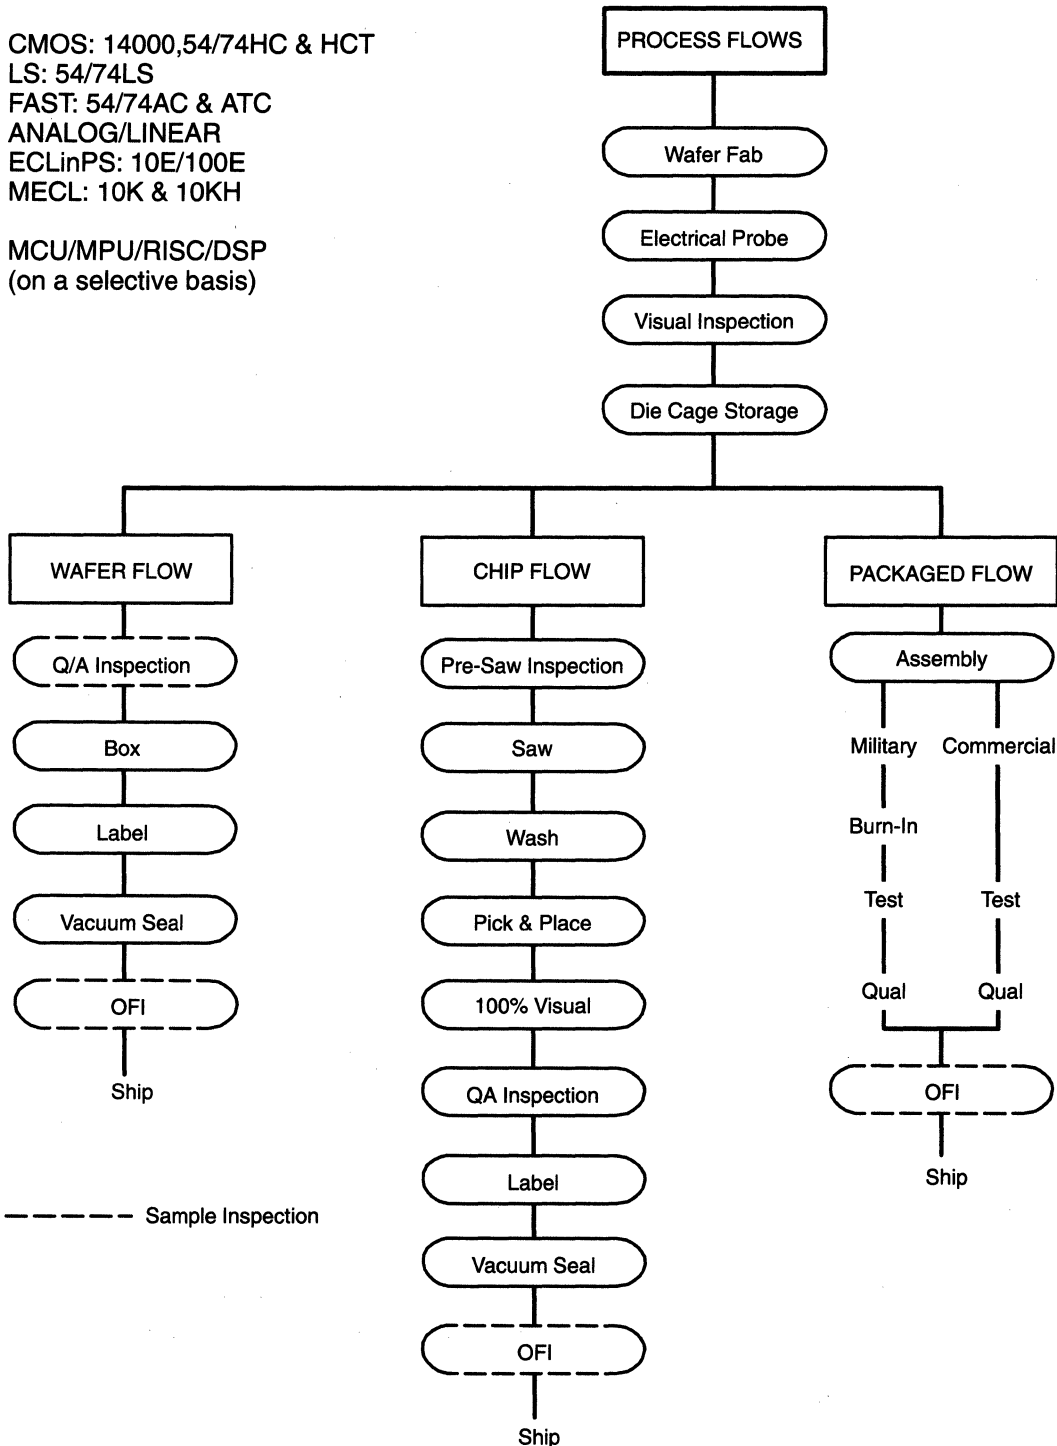 CMOS: 14000,54/74HC & HCT
LS: 54/74LS
FAST: 54/74AC & ATC
ANALOG/LINEAR
ECLinPS: 10E/100E
MECL: 10K & 10KH
MCU/MPU/RISC/DSP
(on a selective basis)
PROCESS FLOWS
Wafer Fab
Electrical Probe
Visual Inspection
Die Cage Storage
WAFER FLOW
Q/A Inspection
Box
Label
Vacuum Seal
OFI
Ship
CHIP FLOW
Pre-Saw Inspection
Saw
Wash
Pick & Place
100% Visual
QA Inspection
Label
Vacuum Seal
OFI
Ship
PACKAGED FLOW
Assembly
Military
Burn-In
Test
Qual
Commercial
Test
Qual
OFI
Ship
Sample Inspection